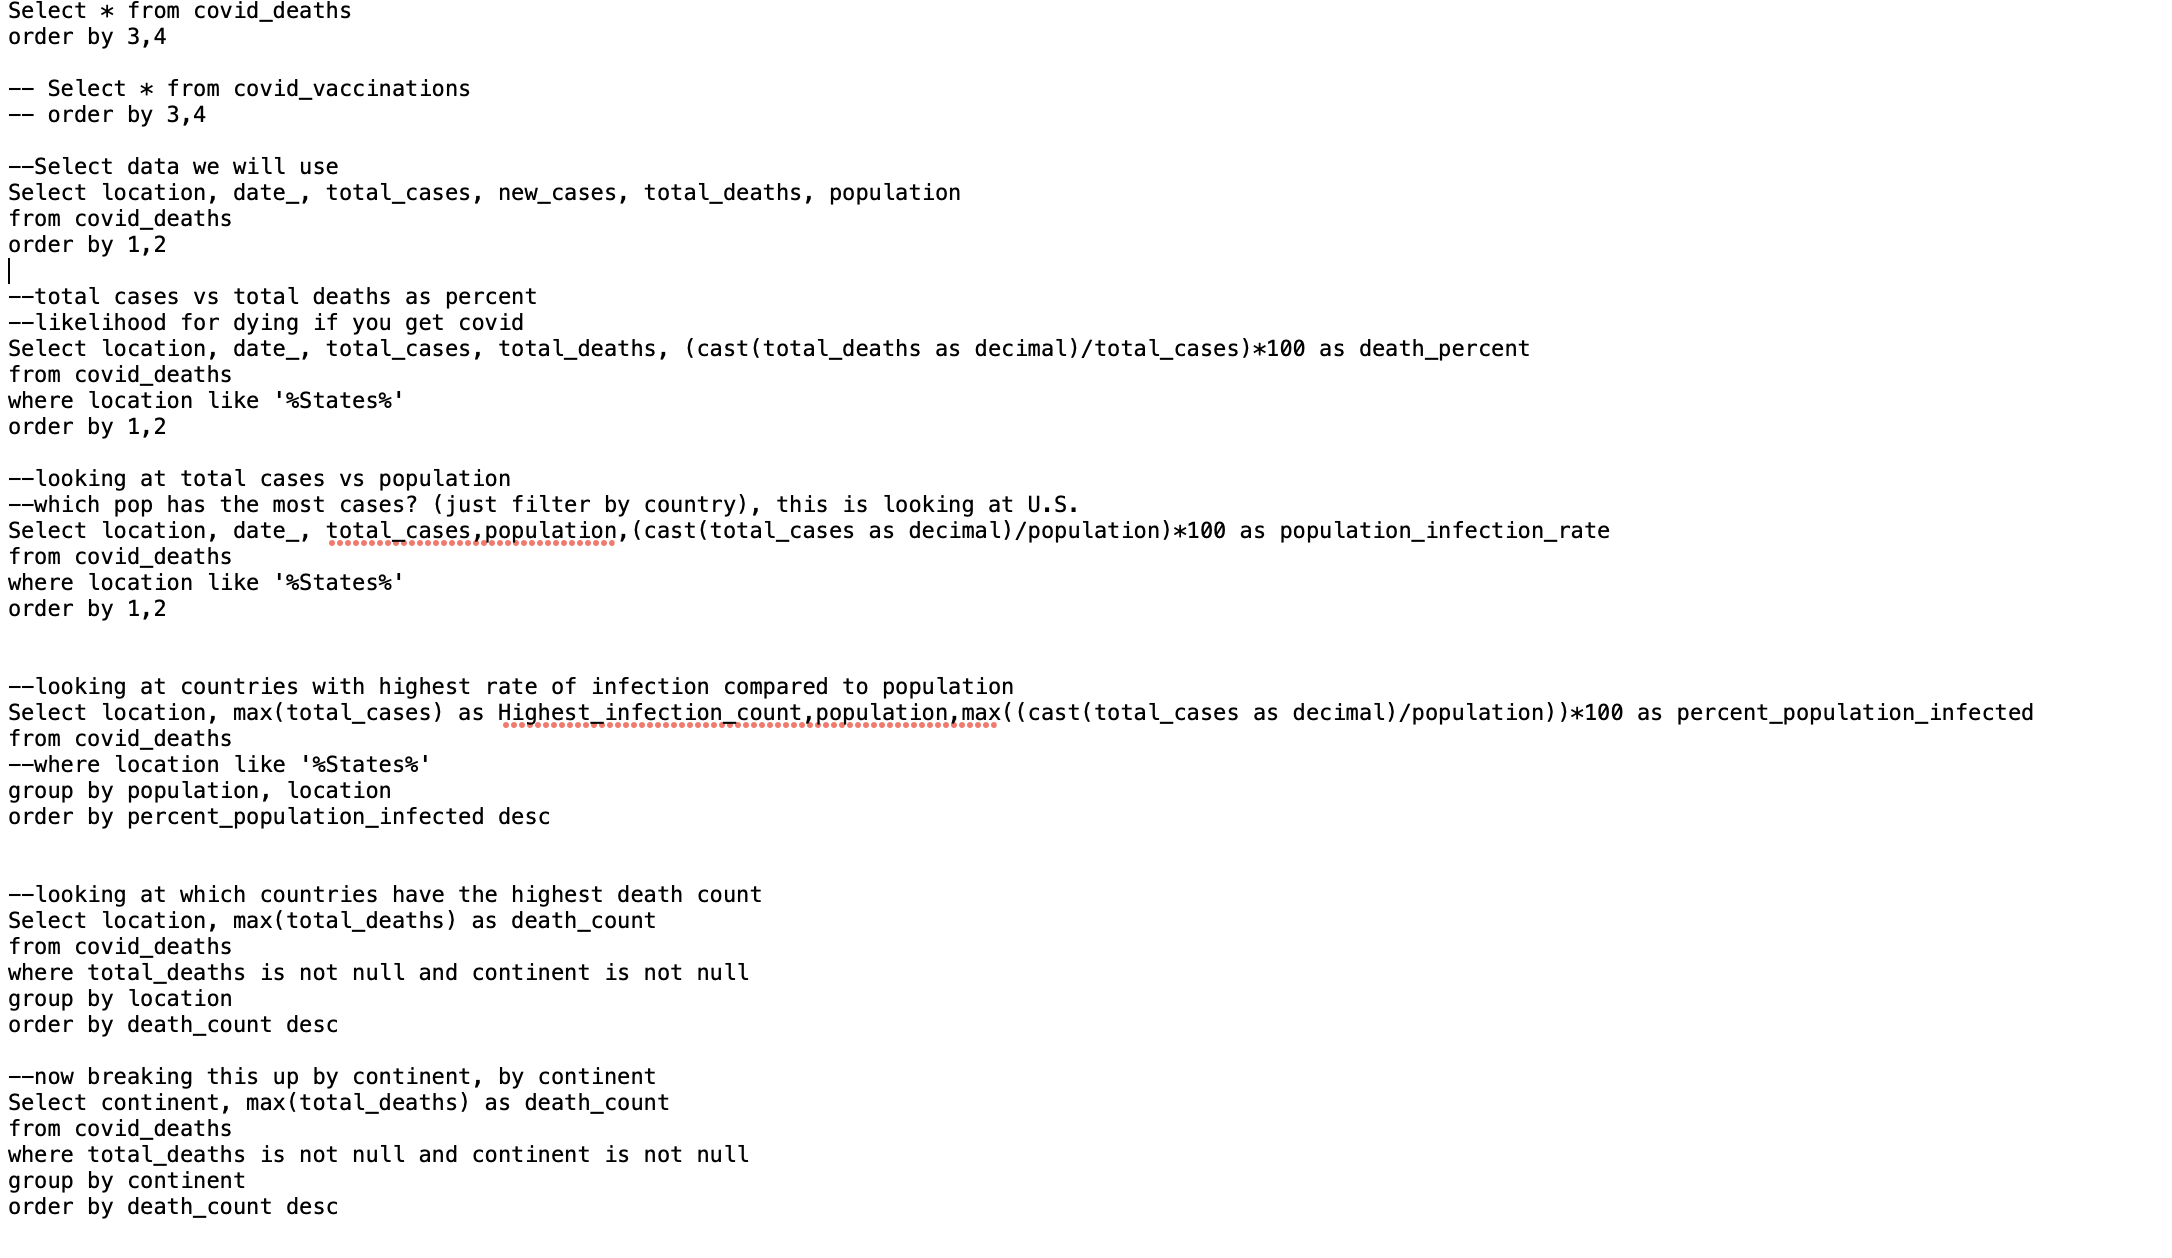 Select * from covid_deaths
order by 3,4
-- Select * from covid_vaccinations
-- order by 3,4
--Select data we will use
Select location, date_, total_cases, new_cases, total_deaths, population
from covid_deaths
order by 1,2
--total cases vs total deaths as percent
--likelihood for dying if you get covid
Select location, date_, total_cases, total_deaths, (cast(total_deaths as decimal)/total_cases)*100 as death_percent
from covid_deaths
where location like '%States%'
order by 1,2
--looking at total cases vs population
--which pop has the most cases? (just filter by country), this is looking at U.S.
Select location, date_, total_cases,population,(cast(total_cases as decimal)/population)*100 as population_infection_rate
from covid_deaths
where location like '%States%'
order by 1,2
--looking at countries with highest rate of infection compared to population
Select location, max(total_cases) as Highest_infection_count,population,max((cast(total_cases as decimal)/population))*100 as percent_population_infected
from covid_deaths
--where location like '%States%'
group by population, location
order by percent_population_infected desc
--looking at which countries have the highest death count
Select location, max(total_deaths) as death_count
from covid_deaths
where total_deaths is not null and continent is not null
group by location
order by death_count desc
--now breaking this up by continent, by continent
Select continent, max(total_deaths) as death_count
from covid_deaths
where total_deaths is not null and continent is not null
group by continent
order by death_count desc